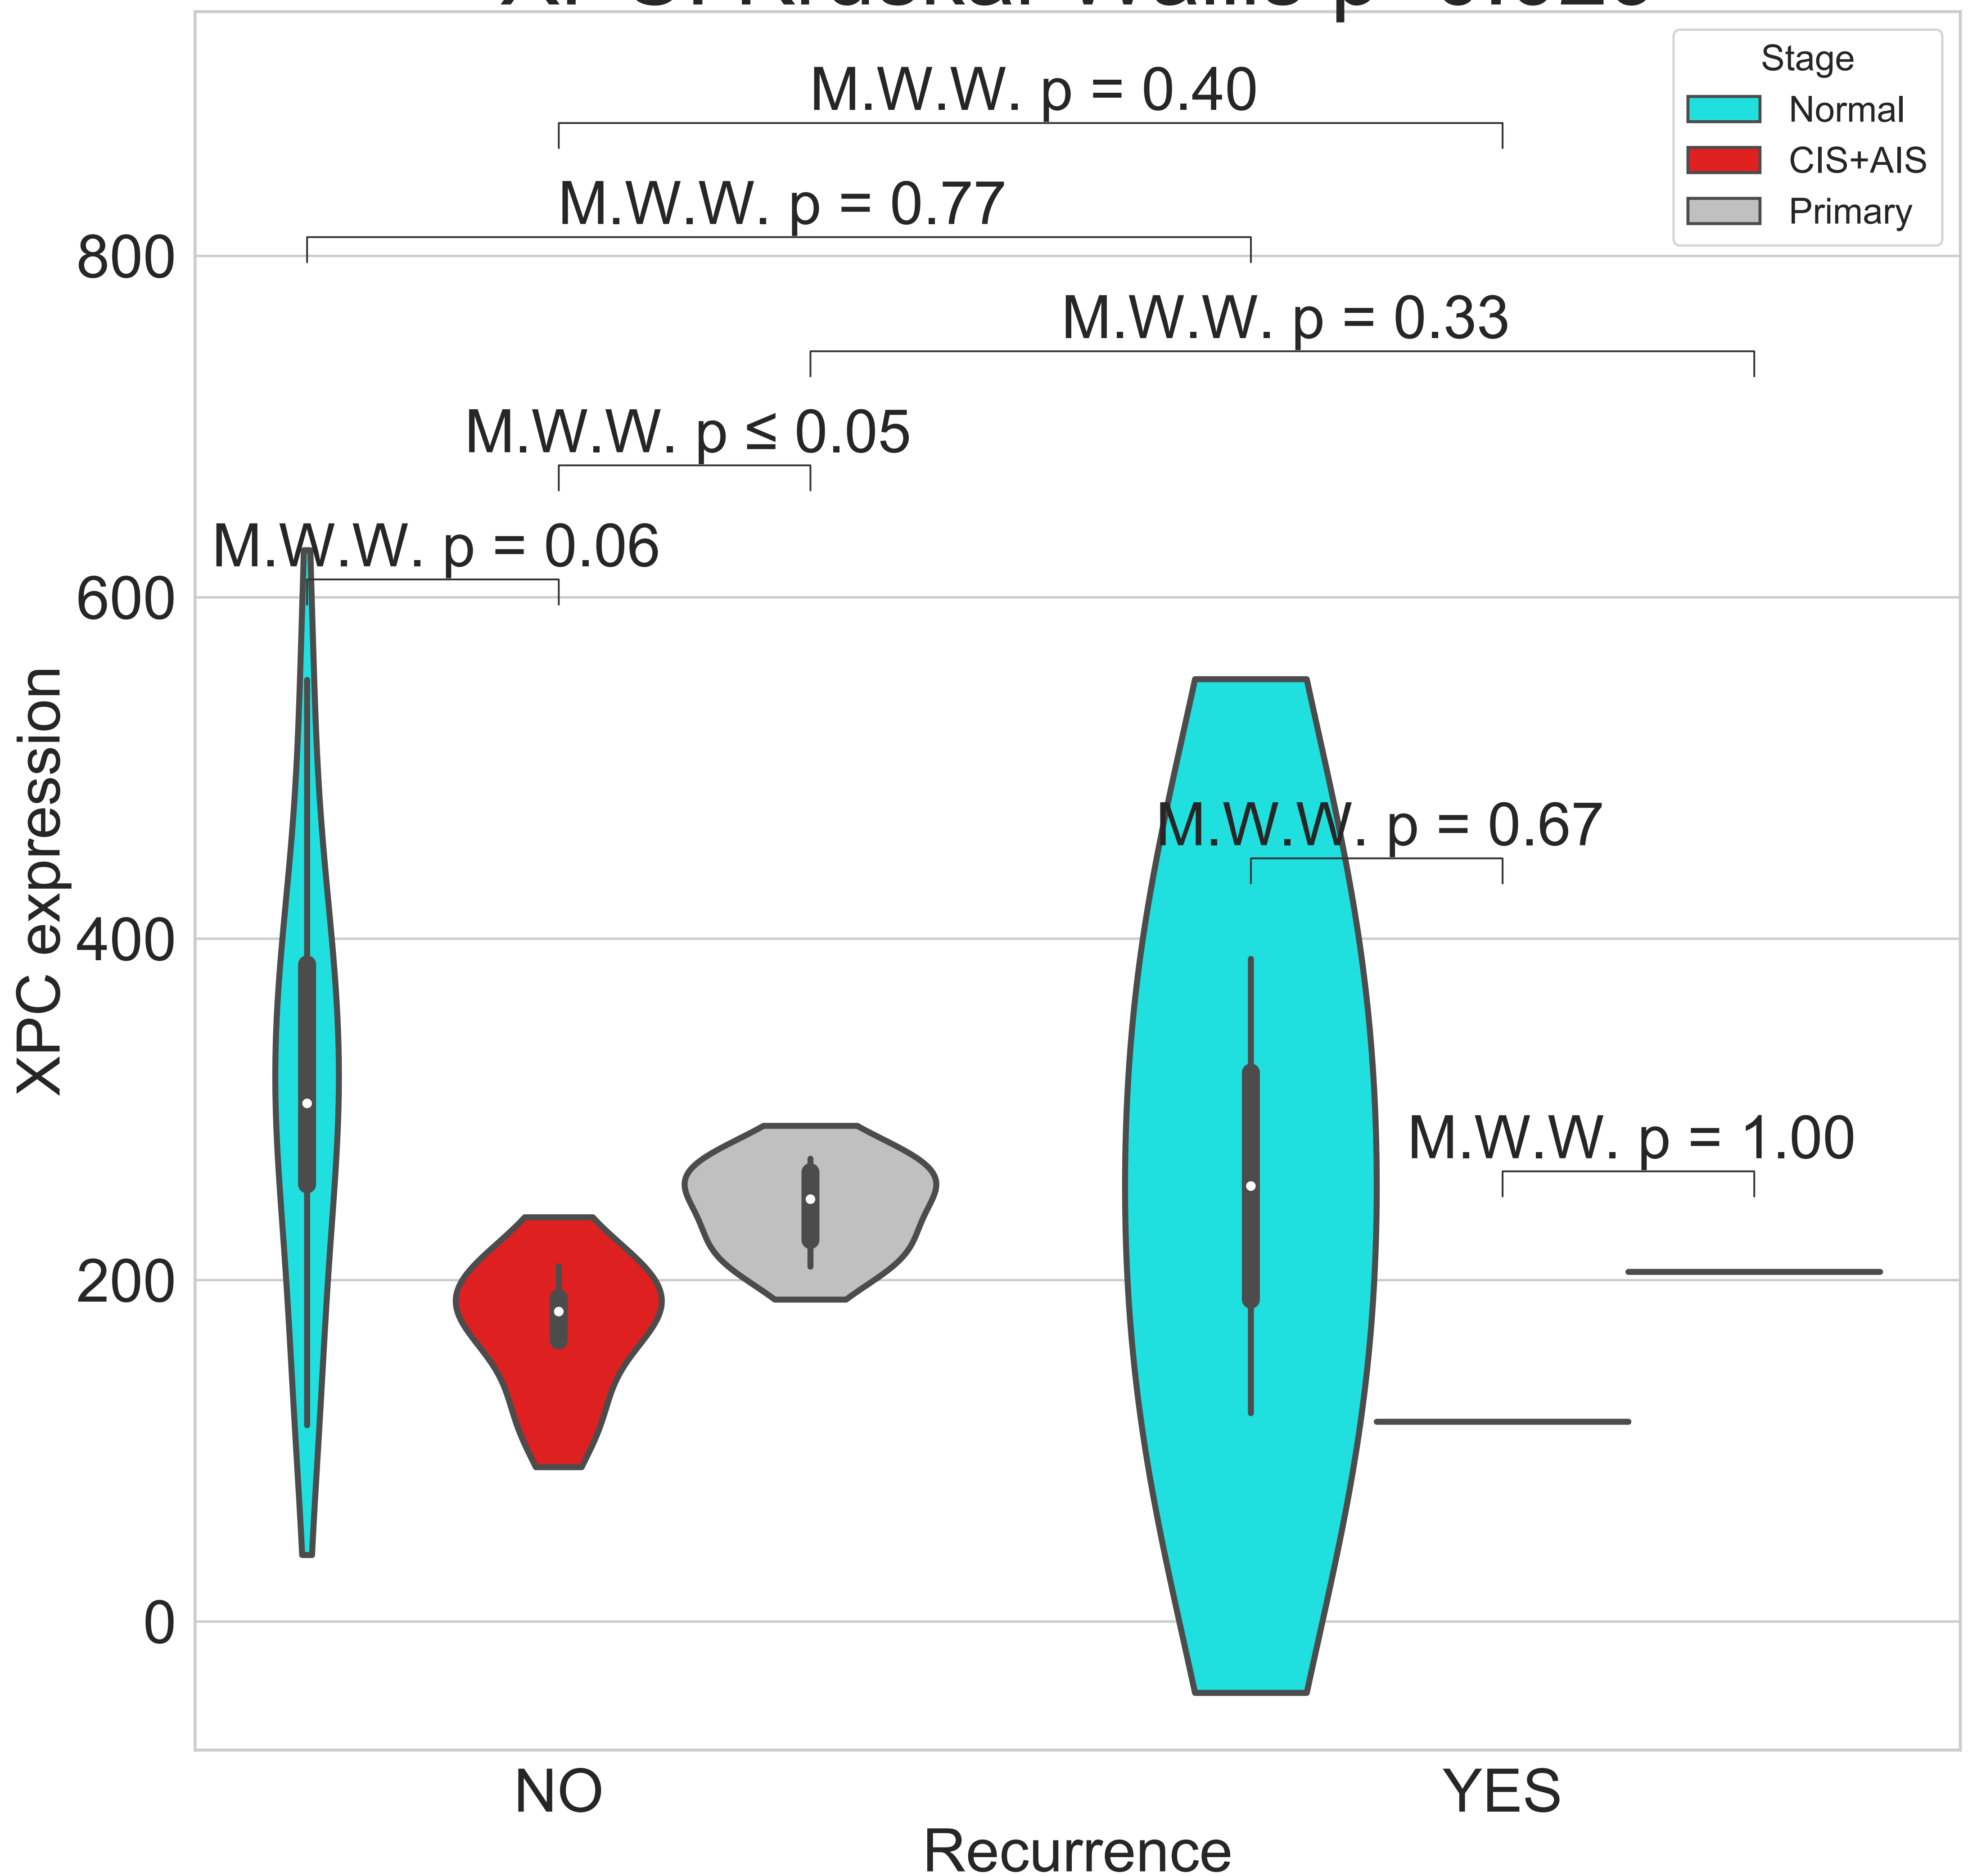 Stage
Normal
CIS+AIS
Primary
M.W.W. p = 0.40
M.W.W. p = 0.77
M.W.W. p = 0.33
M.W.W. p ≤ 0.05
M.W.W. p = 0.06
M.W.W. p = 0.67
M.W.W. p = 1.00
800
600
400
200
0
XPC expression
NO
YES
Recurrence